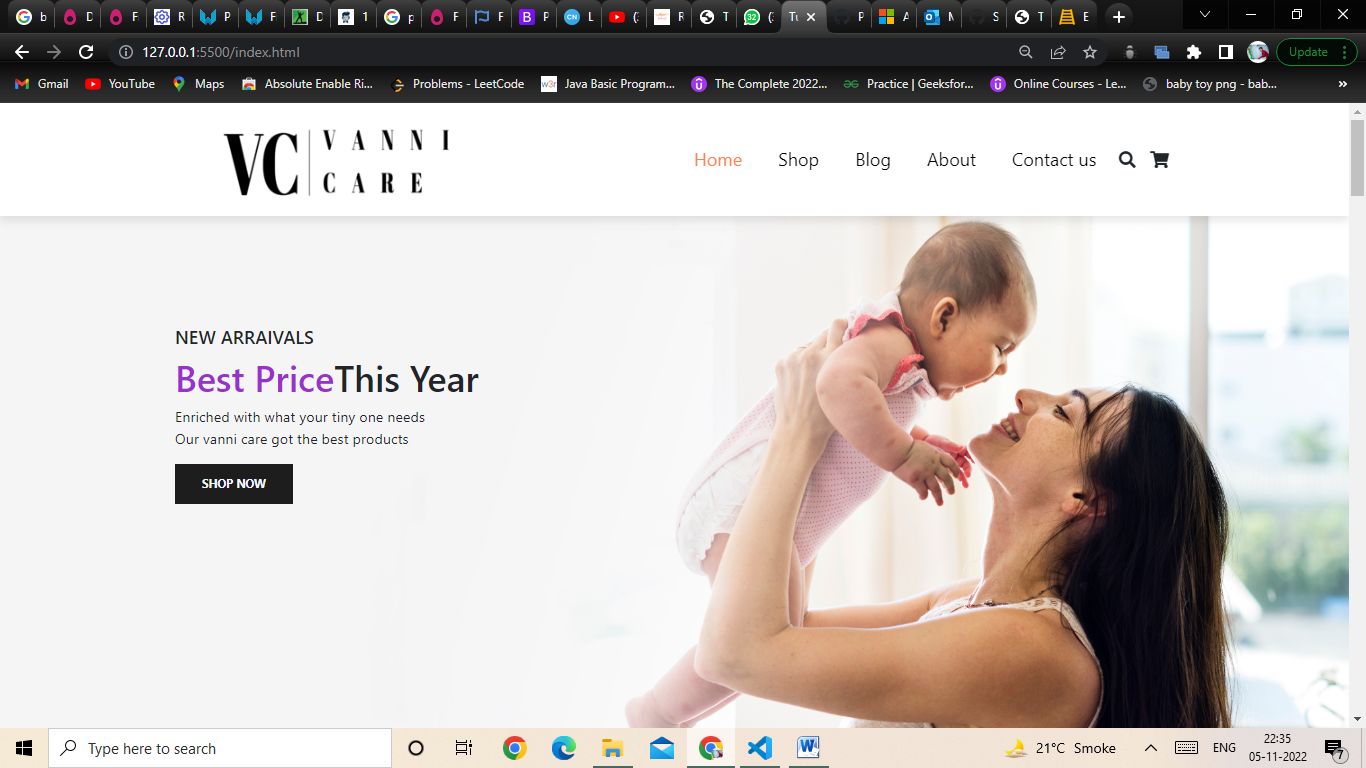 b
D
F
R
P
F
D
1
p
F
F
P
L
(3
R
T
(3
Tu
P
A
M
S
T
E
127.0.0.1:5500/index.html
Update
Gmail
YouTube
Maps
Absolute Enable Ri...
Problems - LeetCode
Java Basic Program...
The Complete 2022...
Practice | Geeksfor...
Online Courses - Le...
baby toy png - bab...
»
VC VANNI
CARE
Home Shop Blog About Contact us
NEW ARRAIVALS
Best PriceThis Year
Enriched with what your tiny one needs
Our vanni care got the best products
SHOP NOW
Type here to search
21°C Smoke
ENG
22:35
05-11-2022
7